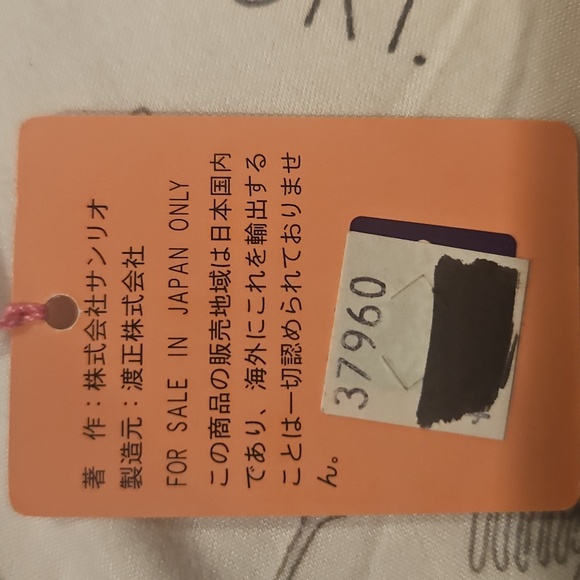 著　作：株式会社サンリオ
製造元：渡正株式会社
FOR SALE IN JAPAN ONLY
この商品の販売地域は日本国内
であり、海外にこれを輸出する
ことは一切認められておりませ
ん。
37960